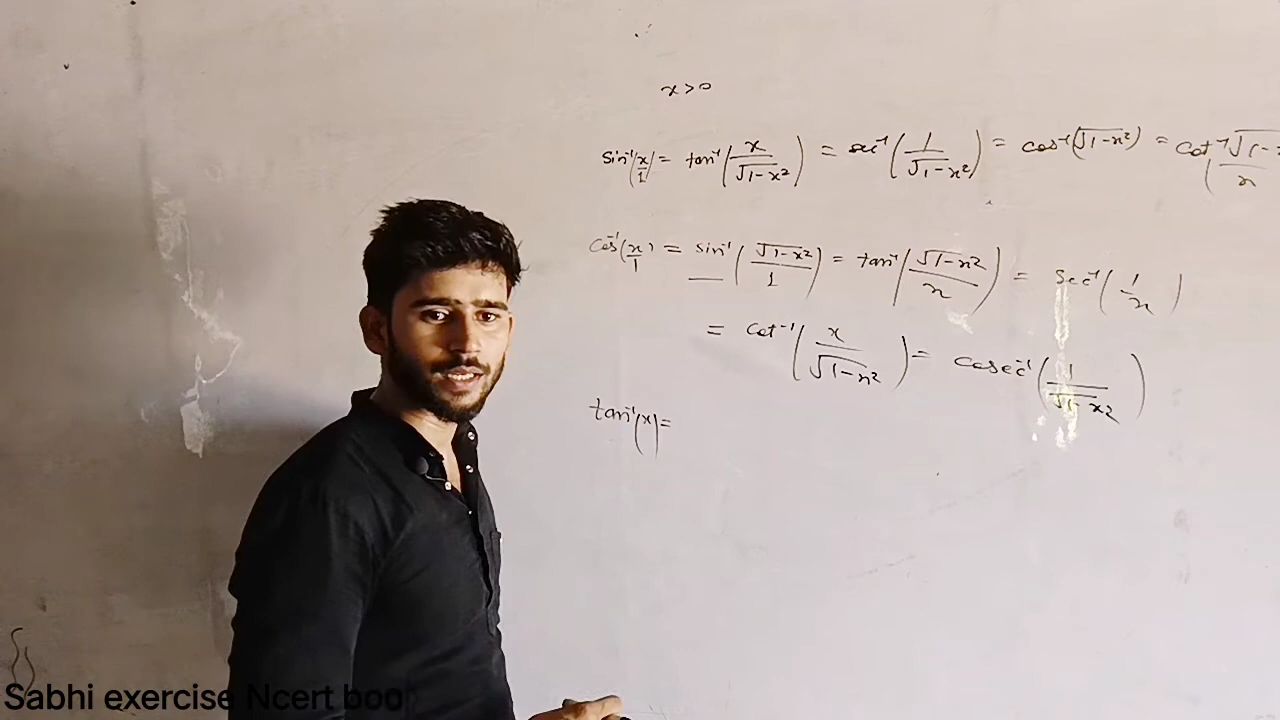 x>0
sin⁻¹(x/1) = tan⁻¹(x/√1-x²) = sec⁻¹(1/√1-x²) = cos⁻¹(√1-x²) = cot⁻¹(√1-
cos⁻¹(x/1) = sin⁻¹(√1-x²/1) = tan⁻¹(√1-x²/x) = sec⁻¹(1/x)
= cot⁻¹(x/√1-x²) = cosec⁻¹(1/√1-x2)
tan⁻¹(x)=
Sabhi exercise Ncert boo